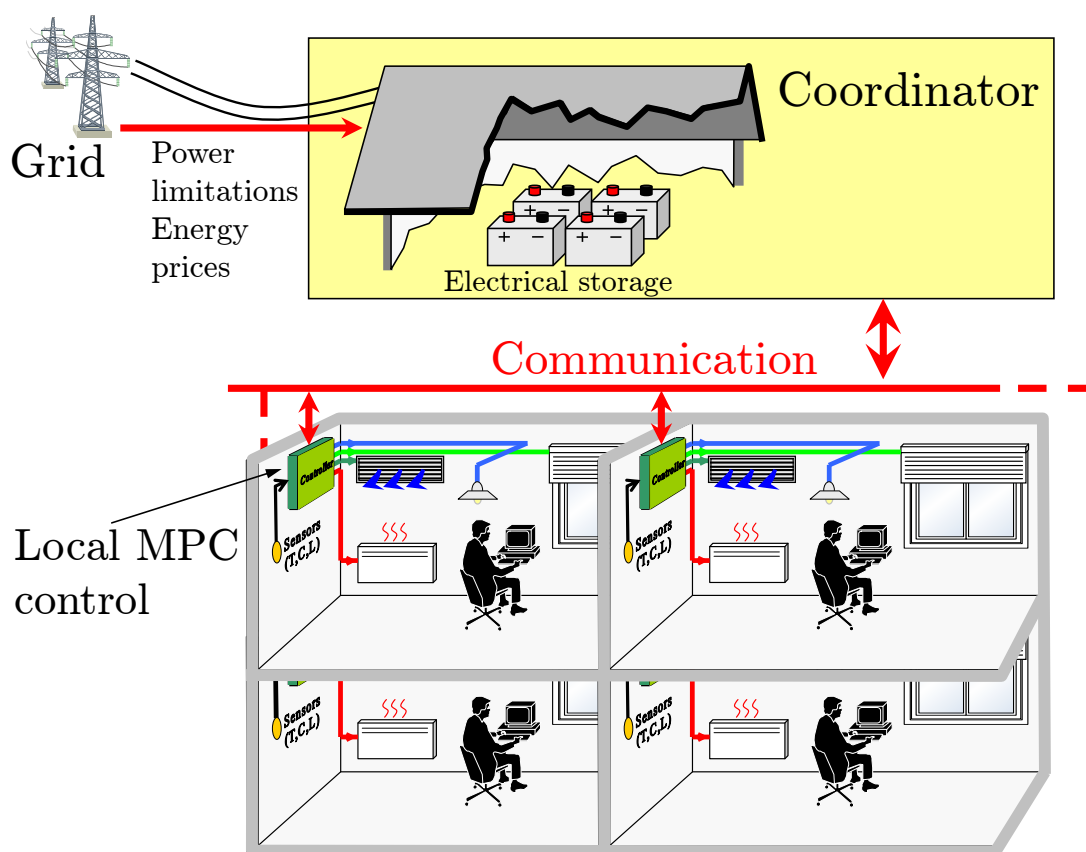 Grid
Power
limitations
Energy
prices
Coordinator
+ − + −
+ − + −
Electrical storage
Communication
Local MPC
control
Controller
Sensors
(T,C,L)
Controller
Sensors
(T,C,L)
Sensors
(T,C,L)
Sensors
(T,C,L)